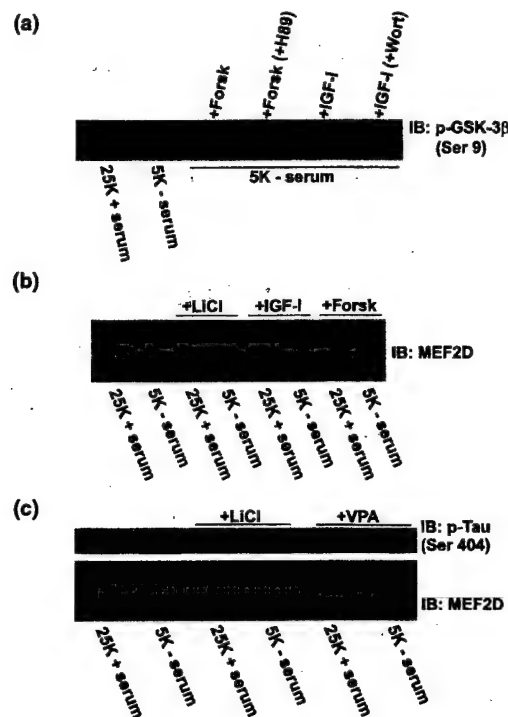 (a)
+Forsk
+Forsk (+H89)
+IGF-I
+IGF-I (+Wort)
IB: p-GSK-3β
(Ser 9)
25K + serum
5K - serum
5K - serum
(b)
+LiCl
+IGF-I
+Forsk
IB: MEF2D
25K + serum
5K - serum
25K + serum
5K - serum
25K + serum
5K - serum
25K + serum
5K - serum
(c)
+LiCl
+VPA
IB: p-Tau
(Ser 404)
IB: MEF2D
25K + serum
5K - serum
25K + serum
5K - serum
25K + serum
5K - serum